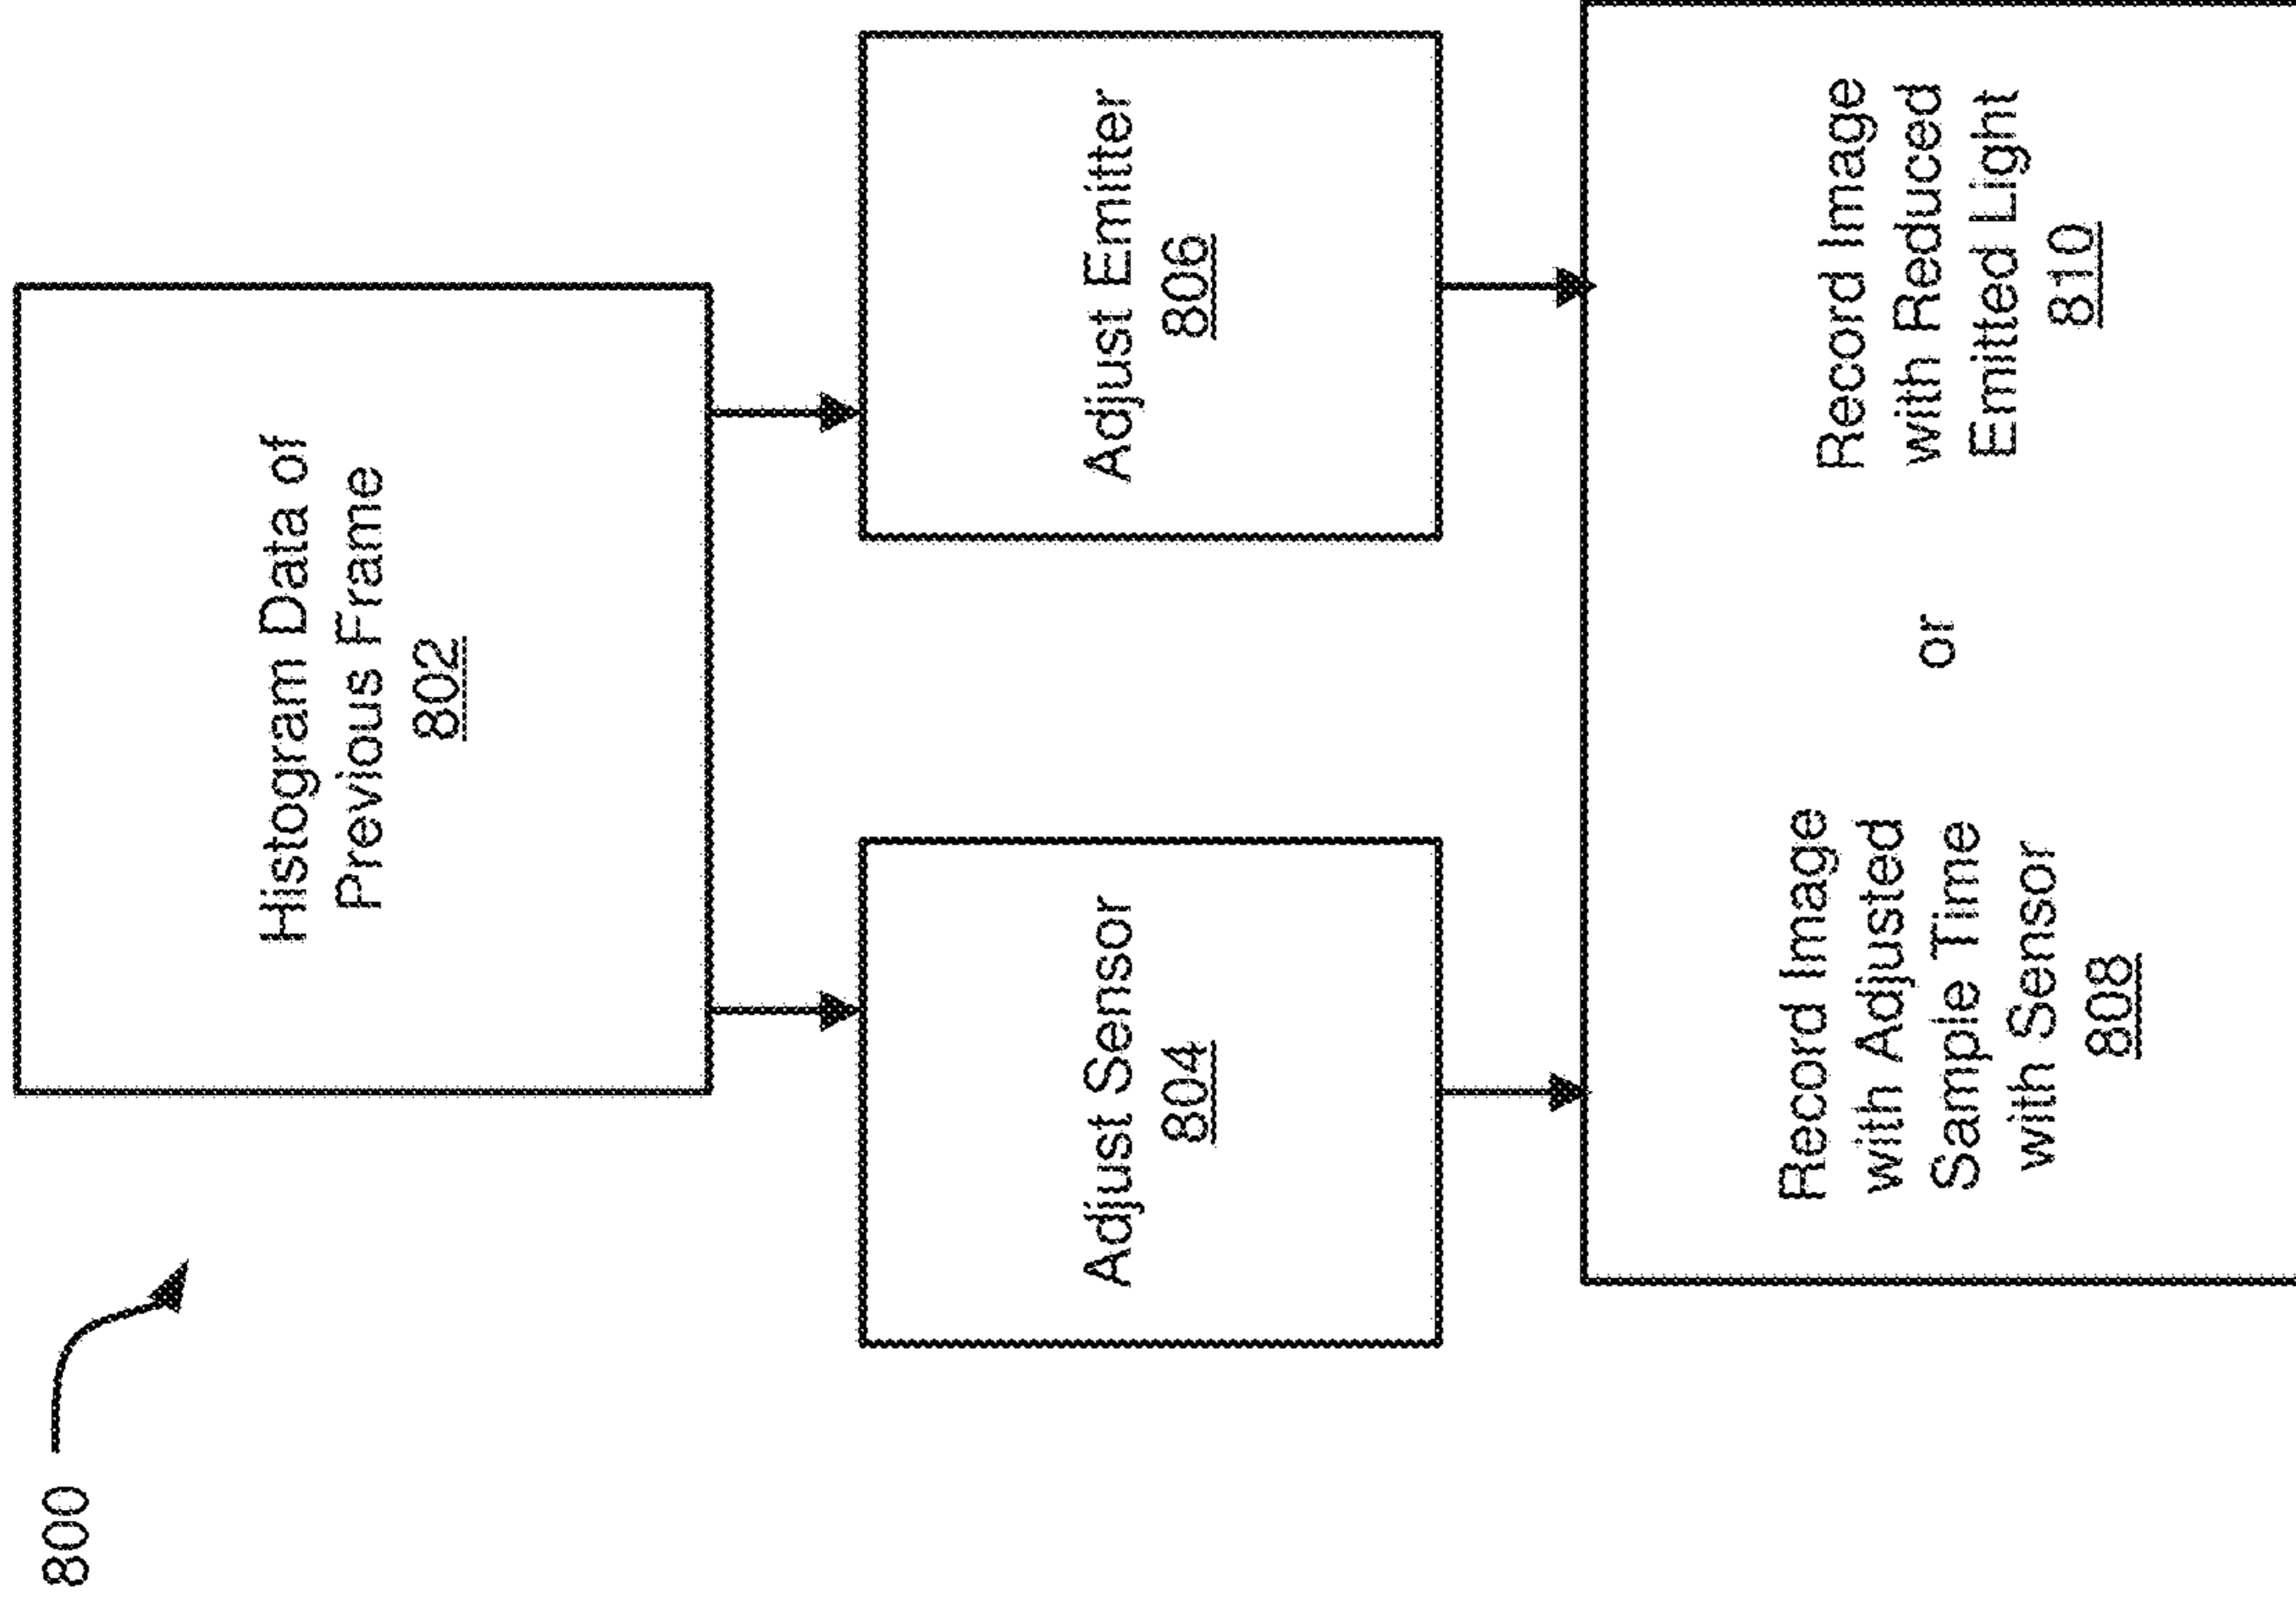 800
Histogram Data of
Previous Frame
802
Adjust Sensor
804
Adjust Emitter
806
Record Image
with Adjusted
Sample Time
with Sensor
808
or
Record Image
with Reduced
Emitted Light
810